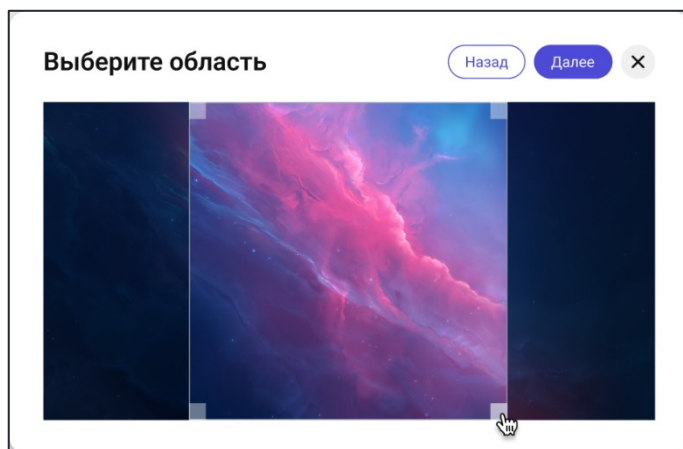 Выберите область
Назад
Далее